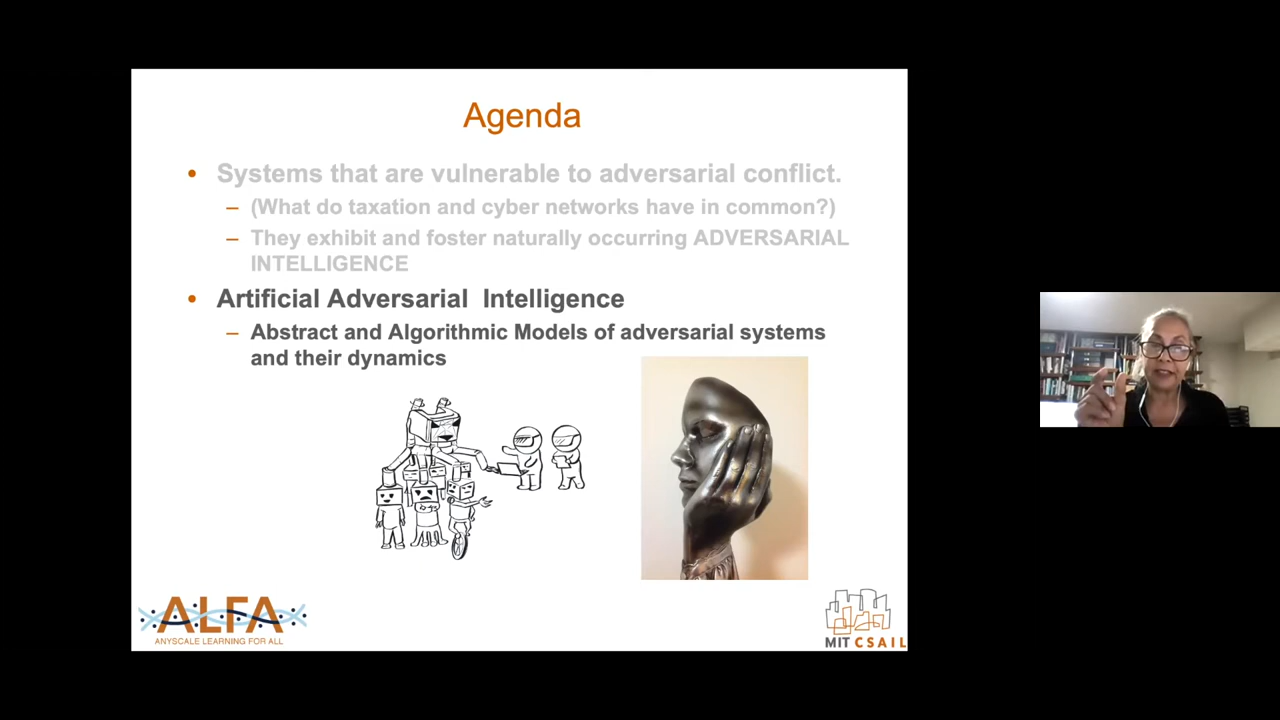 Agenda
• Systems that are vulnerable to adversarial conflict.
– (What do taxation and cyber networks have in common?)
– They exhibit and foster naturally occurring ADVERSARIAL
INTELLIGENCE
• Artificial Adversarial Intelligence
– Abstract and Algorithmic Models of adversarial systems
and their dynamics
ALFA
ANYSCALE LEARNING FOR ALL
MIT CSAIL